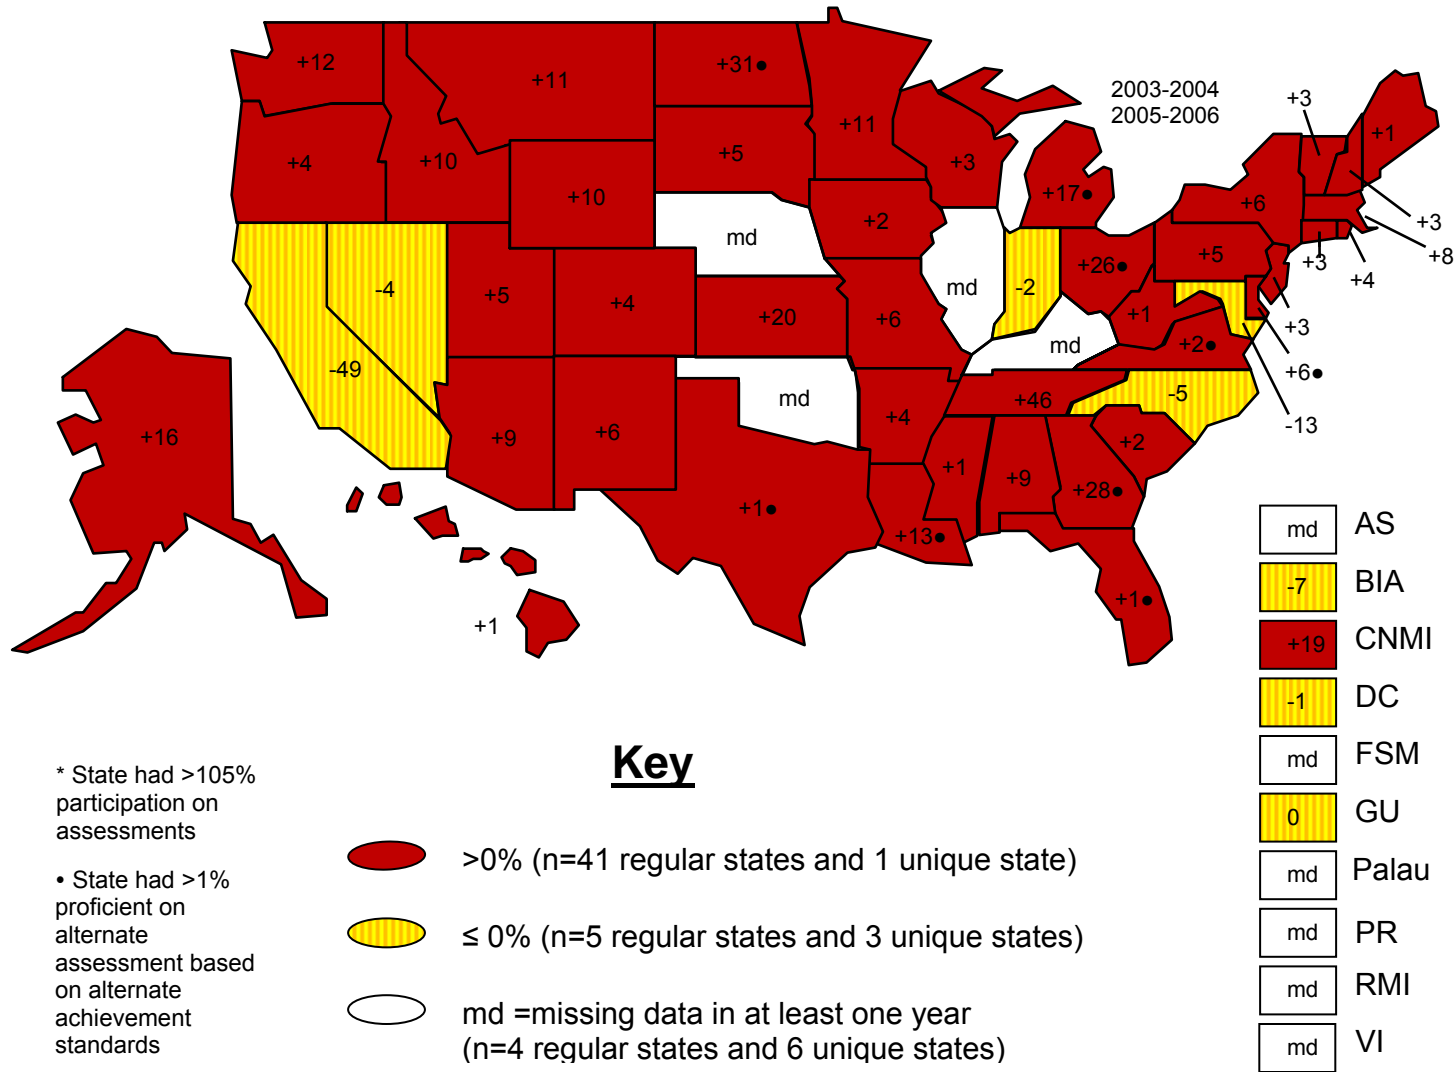 2003-2004
2005-2006
+12
+11
+31•
+11
+3
+1
+4
+10
+5
+3
+17•
+6
+10
+2
+3
+8
md
+5
+3
+4
-4
+5
+4
md
-2
+26•
+20
+6
+1
+3
md
+2•
-49
+6•
md
-5
+46
-13
+16
+9
+6
+4
+2
+1
+9
+28•
+1•
+13•
+1•
+1
md AS
-7 BIA
+19 CNMI
-1 DC
md FSM
0 GU
md Palau
md PR
md RMI
md VI
Key
* State had >105%
participation on
assessments
• State had >1%
proficient on
alternate
assessment based
on alternate
achievement
standards
>0% (n=41 regular states and 1 unique state)
≤ 0% (n=5 regular states and 3 unique states)
md =missing data in at least one year
(n=4 regular states and 6 unique states)